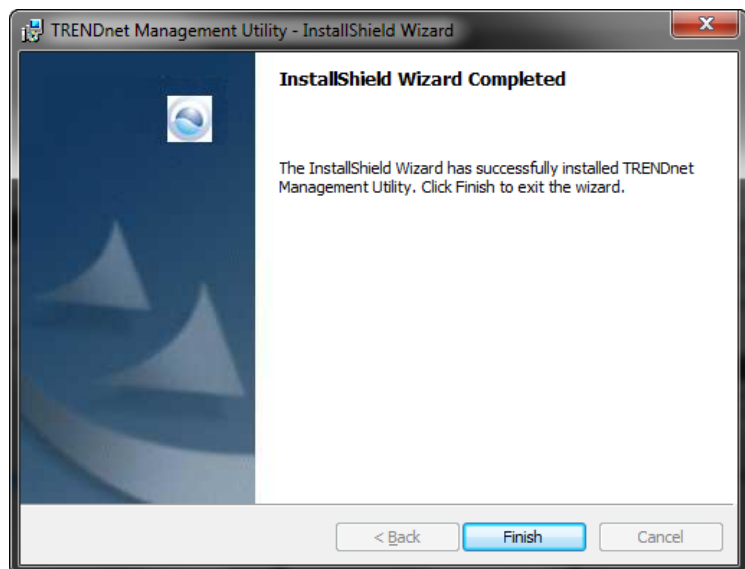 TRENDnet Management Utility - InstallShield Wizard
InstallShield Wizard Completed
The InstallShield Wizard has successfully installed TRENDnet
Management Utility. Click Finish to exit the wizard.
< Back
Finish
Cancel